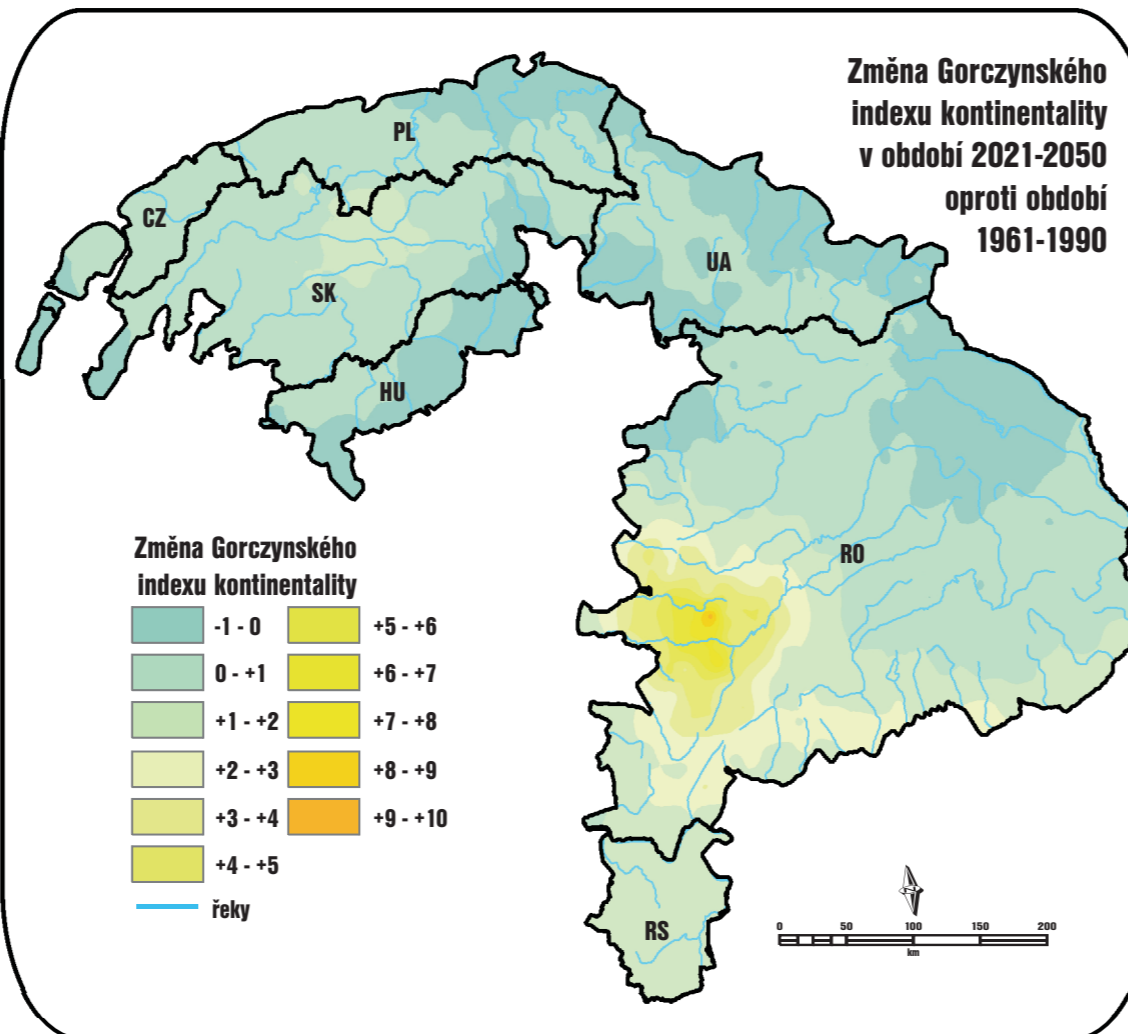 Změna Gorczynského
indexu kontinentality
v období 2021-2050
oproti období
1961-1990
PL
CZ
UA
SK
HU
RO
RS
Změna Gorczynského
indexu kontinentality
-1 - 0
0 - +1
+1 - +2
+2 - +3
+3 - +4
+4 - +5
+5 - +6
+6 - +7
+7 - +8
+8 - +9
+9 - +10
řeky
0 50 100 150 200
km